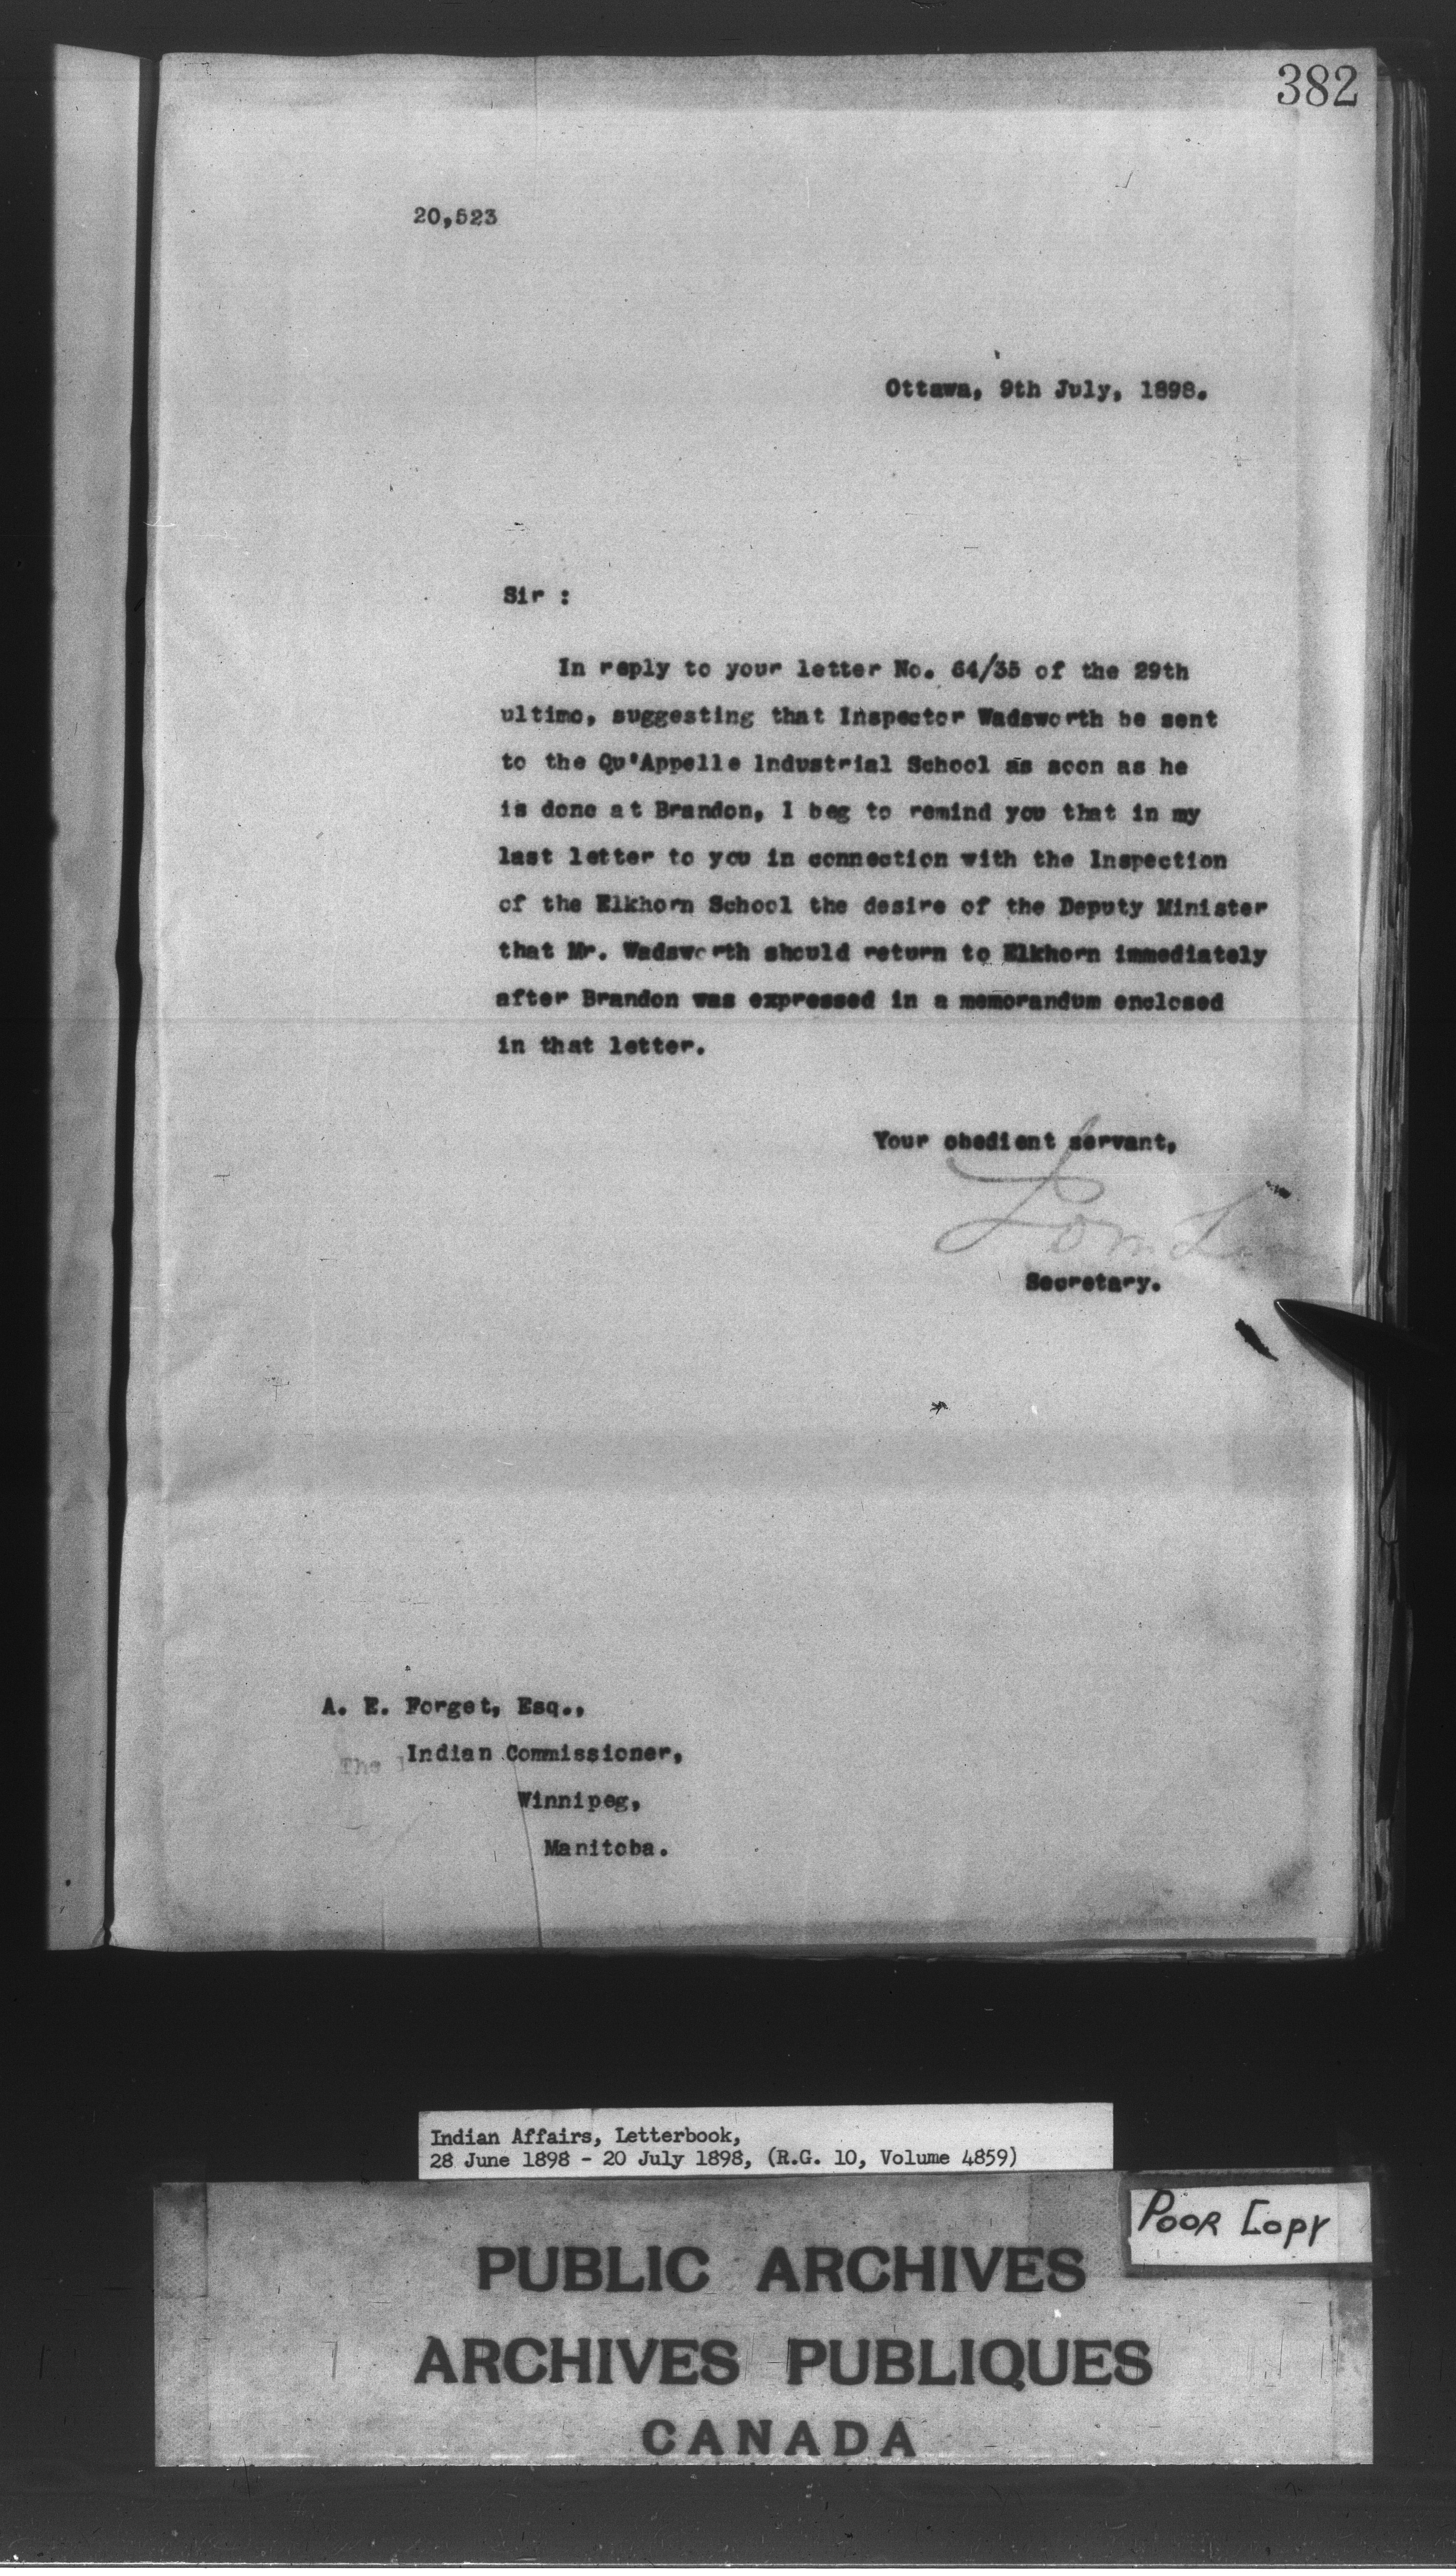 382
20,523
Ottawa, 9th July, 1898.
Sir :
In reply to your letter No. 64/35 of the 29th
ultimo, suggesting that Inspector Wadsworth be sent
to the Qu'Appelle Industrial School as soon as he
is done at Brandon, I beg to remind you that in my
last letter to you in connection with the Inspection
of the Elkhorn School the desire of the Deputy Minister
that Mr. Wadsworth should return to Elkhorn immediately
after Brandon was expressed in a memorandum enclosed
in that letter.
Your obedient servant,
Secretary.
A. E. Forget, Esq.,
The Indian Commissioner,
Winnipeg,
Manitoba.
Indian Affairs, Letterbook,
28 June 1898 - 20 July 1898, (R.G. 10, Volume 4859)
POOR COPY
PUBLIC ARCHIVES
ARCHIVES PUBLIQUES
CANADA